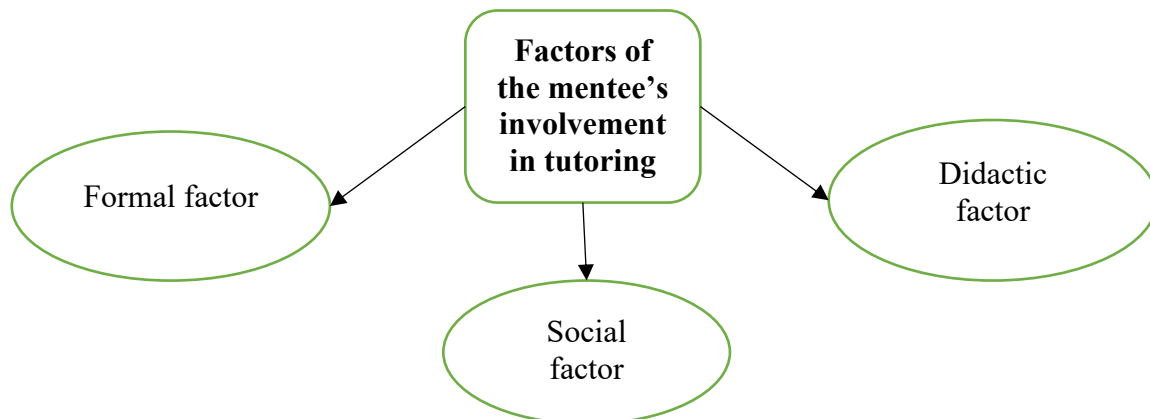 Factors of
the mentee’s
involvement
in tutoring
Formal factor
Didactic
factor
Social
factor